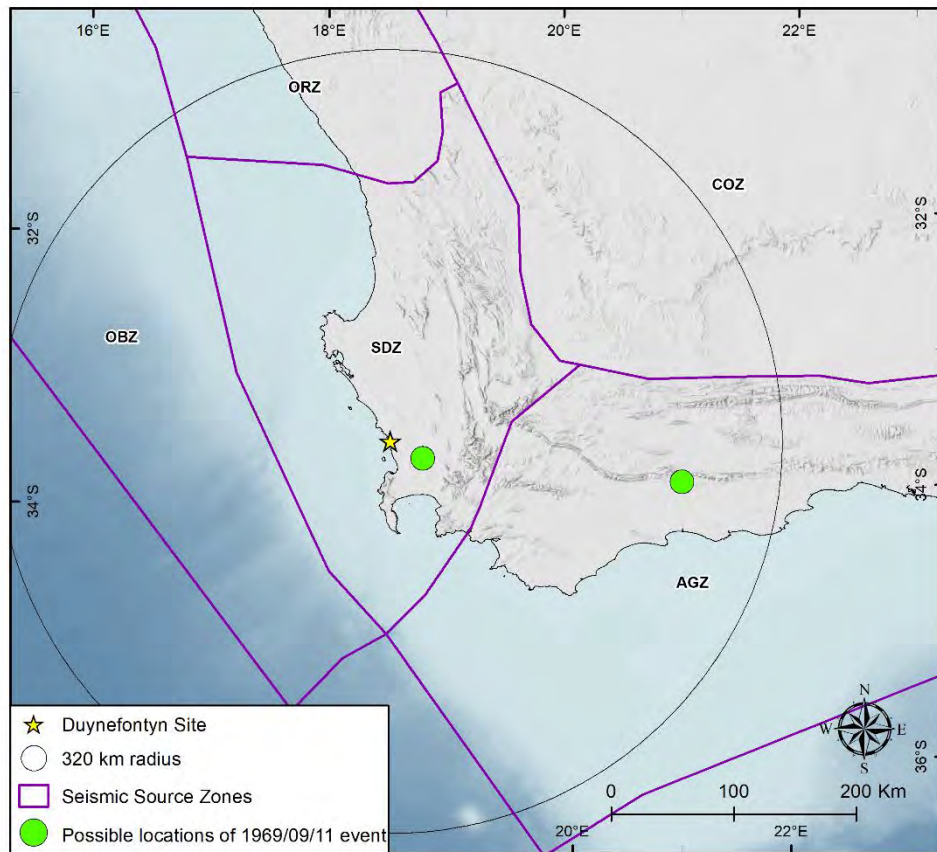 16°E
18°E
20°E
22°E
ORZ
COZ
32°S
32°S
OBZ
SDZ
34°S
34°S
AGZ
Duynefontyn Site
320 km radius
Seismic Source Zones
Possible locations of 1969/09/11 event
N
W
E
S
36°S
0 100 200 Km
20°E
22°E